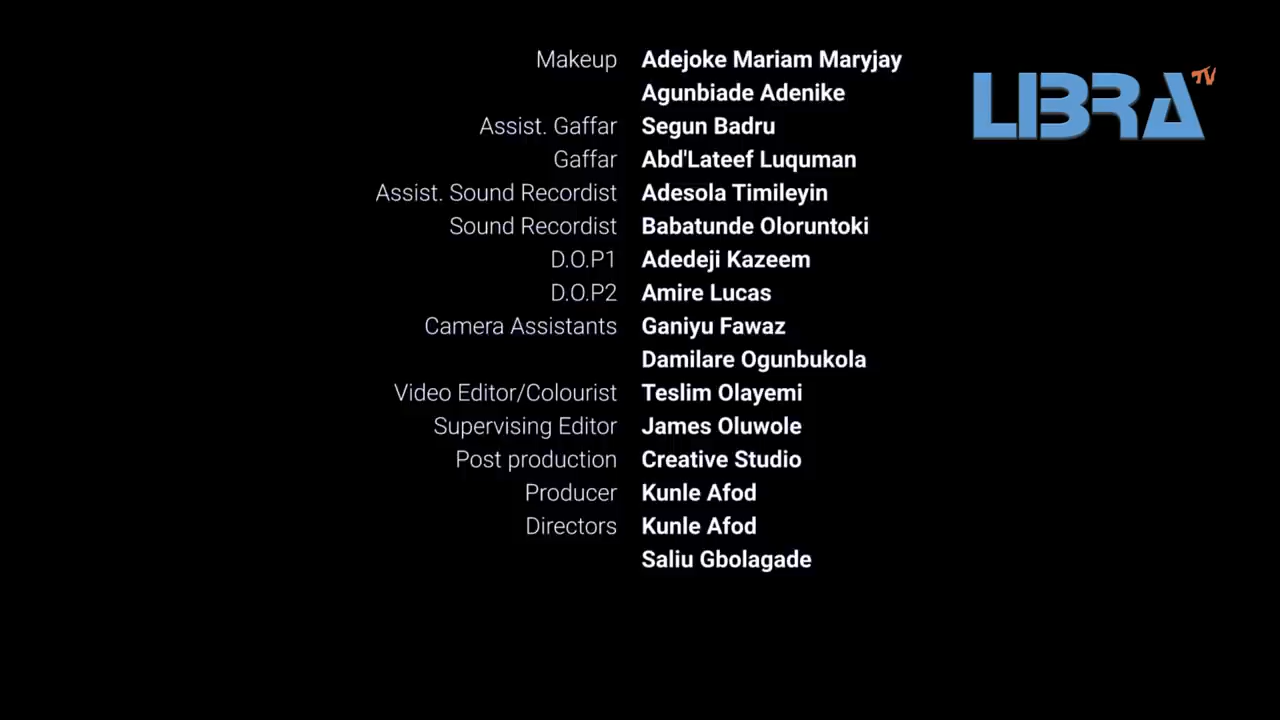 Makeup Adejoke Mariam Maryjay
Agunbiade Adenike
Assist. Gaffar Segun Badru
Gaffar Abd'Lateef Luquman
Assist. Sound Recordist Adesola Timileyin
Sound Recordist Babatunde Oloruntoki
D.O.P1 Adedeji Kazeem
D.O.P2 Amire Lucas
Camera Assistants Ganiyu Fawaz
Damilare Ogunbukola
Video Editor/Colourist Teslim Olayemi
Supervising Editor James Oluwole
Post production Creative Studio
Producer Kunle Afod
Directors Kunle Afod
Saliu Gbolagade
LIBRA TV